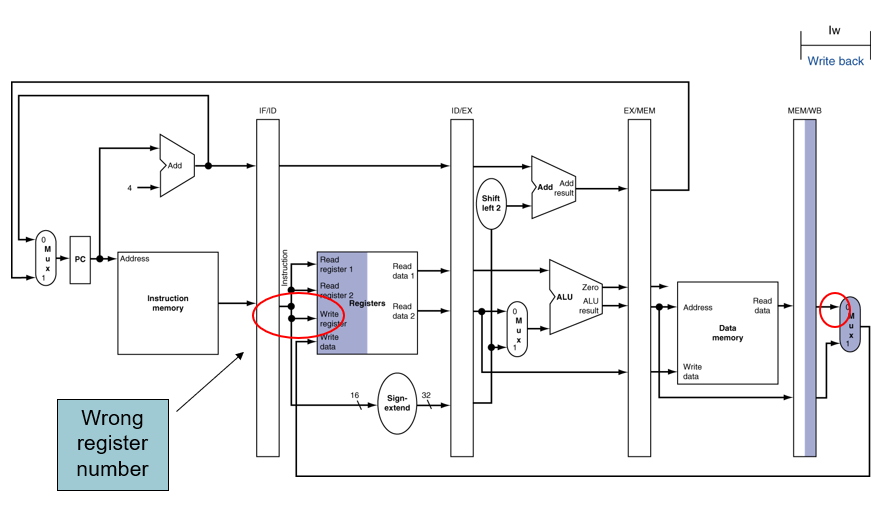 lw
Write back
IF/ID
ID/EX
EX/MEM
MEM/WB
Add
4
Add
Add
result
Shift
left 2
0
M
u
x
1
PC
Address
Instruction
memory
Instruction
Read
register 1
Read
register 2
Registers
Write
register
Write
data
Read
data 1
Read
data 2
0
M
u
x
1
Zero
ALU
ALU
result
Address
Read
data
Data
memory
Write
data
0
M
u
x
1
16
Sign-
extend
32
Wrong
register
number